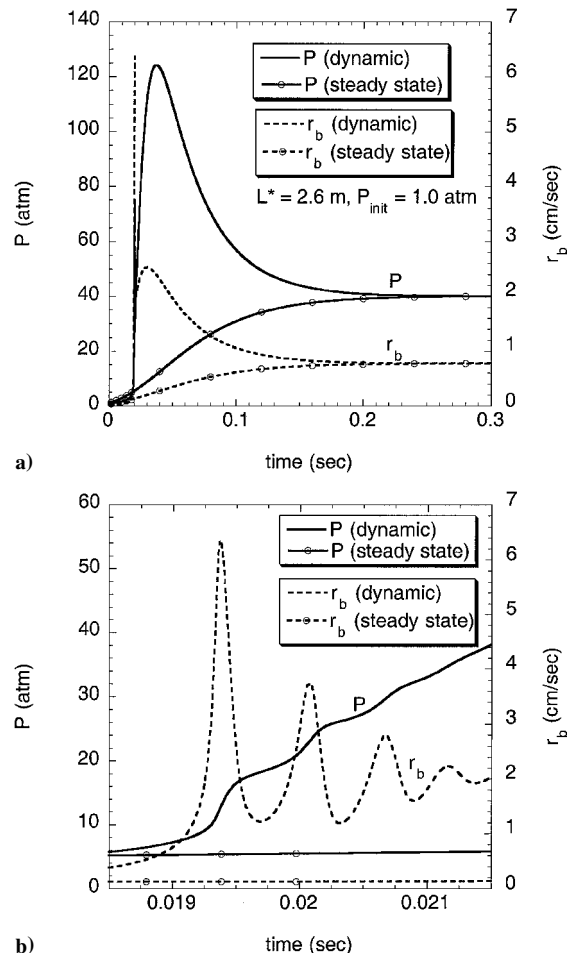 140
120
100
80
60
40
20
0
P (atm)
P (dynamic)
P (steady state)
r_b (dynamic)
r_b (steady state)
L* = 2.6 m, P_init = 1.0 atm
P
r_b
7
6
5
4
3
2
1
0
r_b (cm/sec)
0 0.1 0.2 0.3
time (sec)
a)
60
50
40
30
20
10
0
P (atm)
P (dynamic)
P (steady state)
r_b (dynamic)
r_b (steady state)
P
r_b
7
6
5
4
3
2
1
0
r_b (cm/sec)
0.019 0.02 0.021
time (sec)
b)